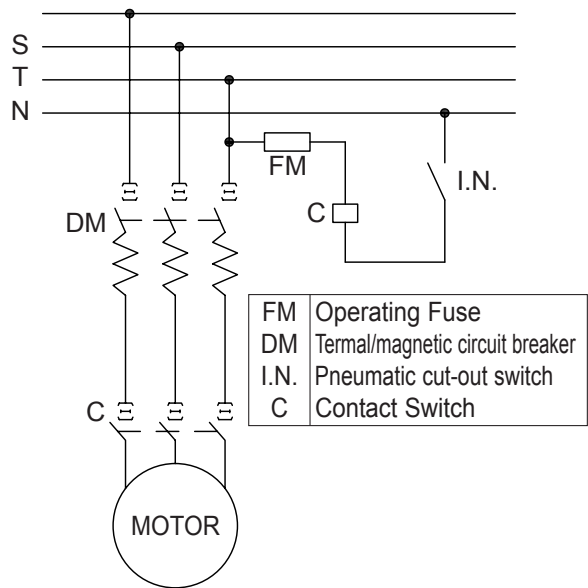 S
T
N
FM
I.N.
C
DM
FM Operating Fuse
DM Termal/magnetic circuit breaker
I.N. Pneumatic cut-out switch
C Contact Switch
C
MOTOR